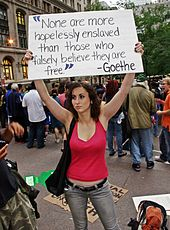 "None are more
hopelessly enslaved
than those who
falsely believe they are
free."
-Goethe